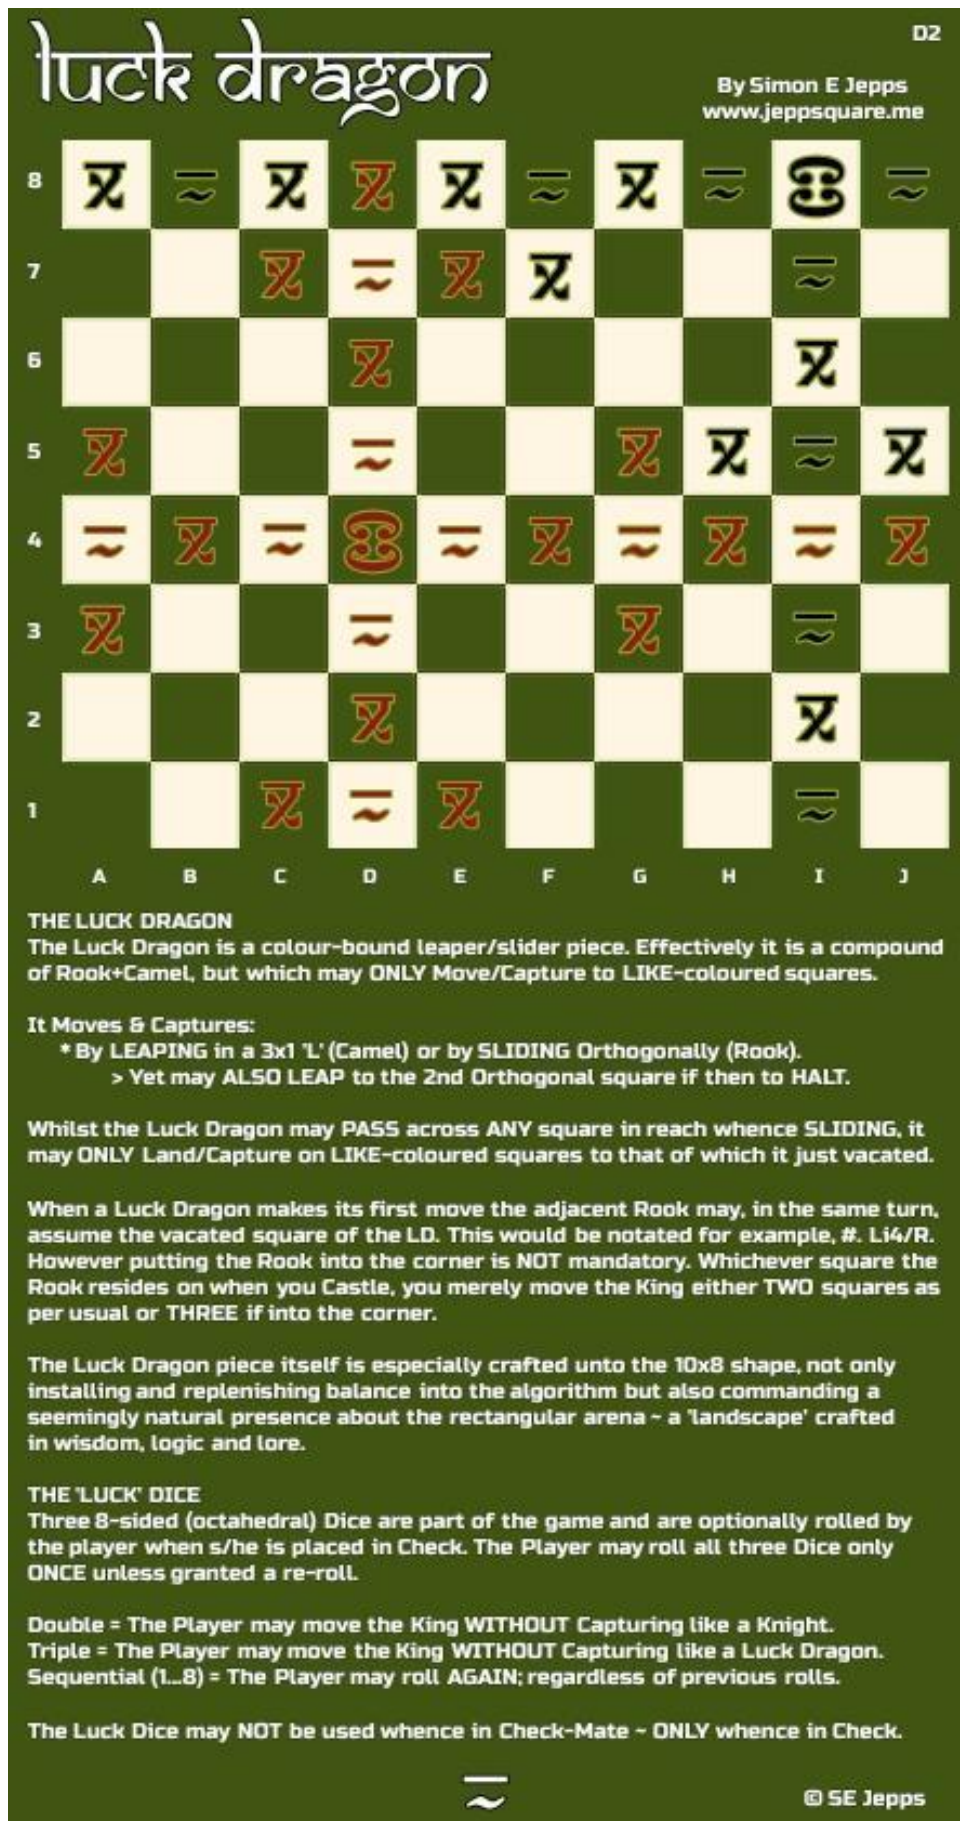 luck dragon
D2
By Simon E Jepps
www.jeppsquare.me
8
7
6
5
4
3
2
1
A B C D E F G H I J
THE LUCK DRAGON
The Luck Dragon is a colour-bound leaper/slider piece. Effectively it is a compound
of Rook+Camel, but which may ONLY Move/Capture to LIKE-coloured squares.
It Moves & Captures:
* By LEAPING in a 3x1 'L' (Camel) or by SLIDING Orthogonally (Rook).
> Yet may ALSO LEAP to the 2nd Orthogonal square if then to HALT.
Whilst the Luck Dragon may PASS across ANY square in reach whence SLIDING, it
may ONLY Land/Capture on LIKE-coloured squares to that of which it just vacated.
When a Luck Dragon makes its first move the adjacent Rook may, in the same turn,
assume the vacated square of the LD. This would be notated for example, #. Li4/R.
However putting the Rook into the corner is NOT mandatory. Whichever square the
Rook resides on when you Castle, you merely move the King either TWO squares as
per usual or THREE if into the corner.
The Luck Dragon piece itself is especially crafted unto the 10x8 shape, not only
installing and replenishing balance into the algorithm but also commanding a
seemingly natural presence about the rectangular arena ~ a 'landscape' crafted
in wisdom, logic and lore.
THE 'LUCK' DICE
Three 8-sided (octahedral) Dice are part of the game and are optionally rolled by
the player when s/he is placed in Check. The Player may roll all three Dice only
ONCE unless granted a re-roll.
Double = The Player may move the King WITHOUT Capturing like a Knight.
Triple = The Player may move the King WITHOUT Capturing like a Luck Dragon.
Sequential (1...8) = The Player may roll AGAIN; regardless of previous rolls.
The Luck Dice may NOT be used whence in Check-Mate ~ ONLY whence in Check.
© SE Jepps